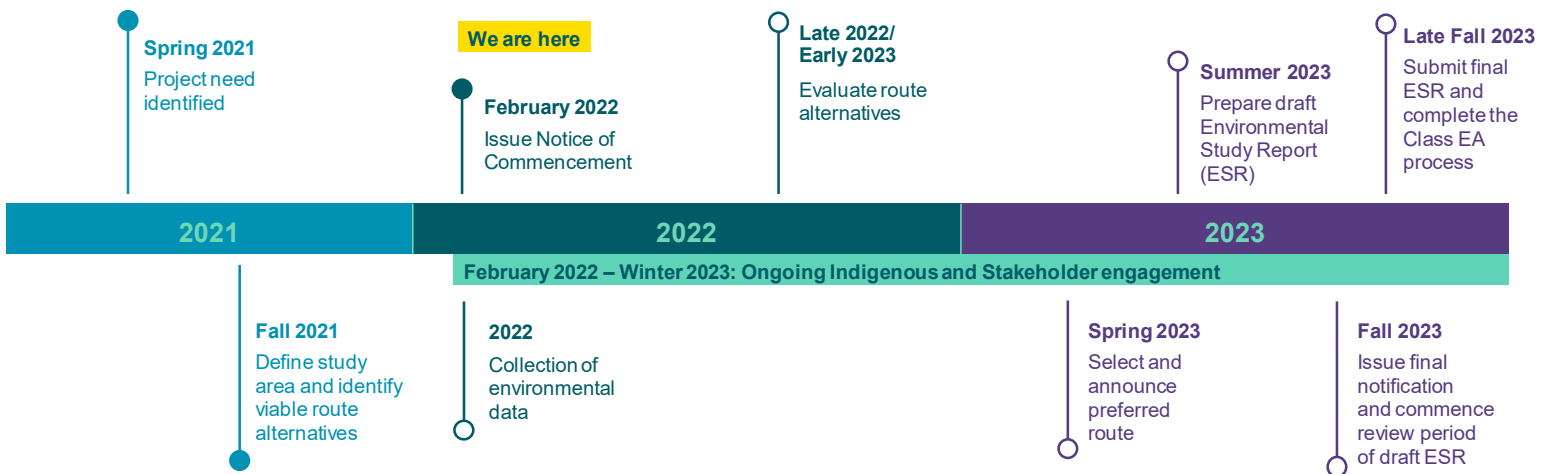 Spring 2021
Project need
identified
We are here
February 2022
Issue Notice of
Commencement
Late 2022/
Early 2023
Evaluate route
alternatives
Summer 2023
Prepare draft
Environmental
Study Report
(ESR)
Late Fall 2023
Submit final
ESR and
complete the
Class EA
process
2021
2022
2023
February 2022 – Winter 2023: Ongoing Indigenous and Stakeholder engagement
Fall 2021
Define study
area and identify
viable route
alternatives
2022
Collection of
environmental
data
Spring 2023
Select and
announce
preferred
route
Fall 2023
Issue final
notification
and commence
review period
of draft ESR